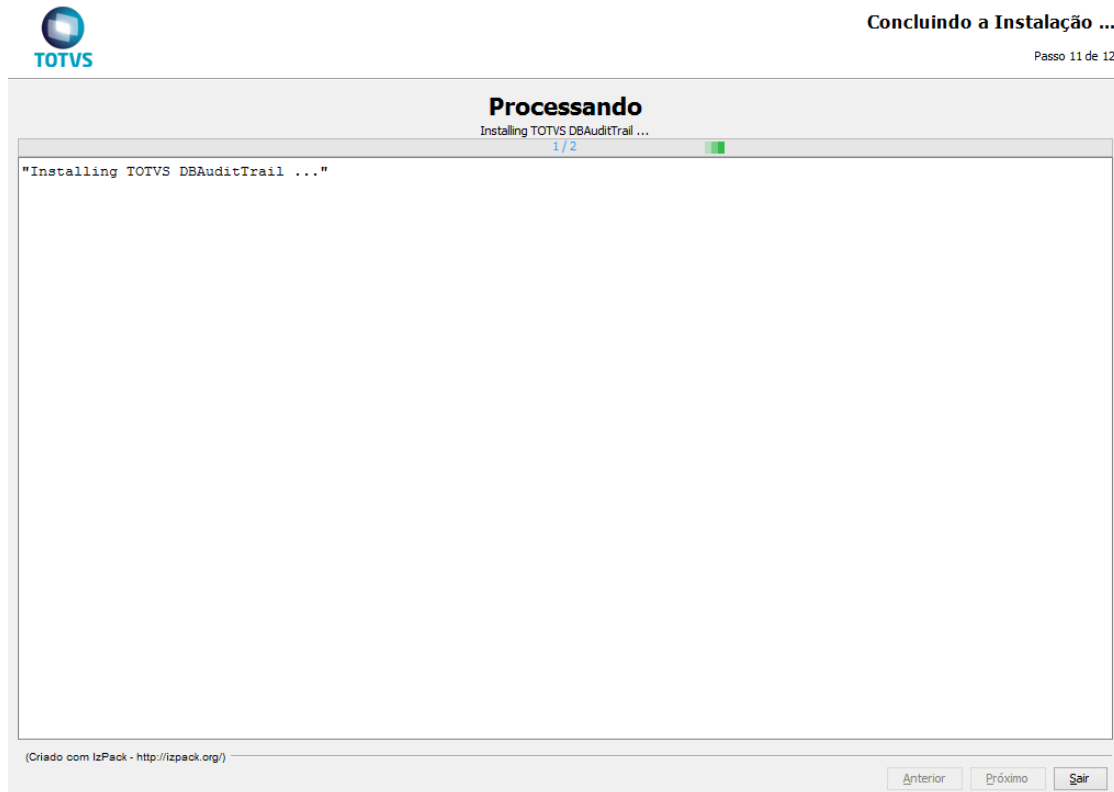 TOTVS
Concluindo a Instalação ...
Passo 11 de 12
Processando
Installing TOTVS DBAuditTrail ...
1 / 2
"Installing TOTVS DBAuditTrail ..."
(Criado com IzPack - http://izpack.org/)
Anterior
Próximo
Sair